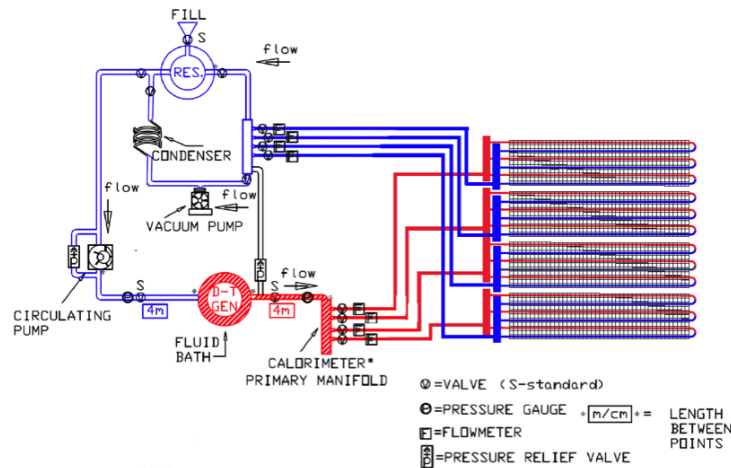 FILL
S
flow
RES.
CONDENSER
flow
VACUUM PUMP
flow
S
4m
CIRCULATING
PUMP
D-T
GEN
FLUID
BATH
S
flow
4m
CALORIMETER"
PRIMARY MANIFOLD
F
F
F
F
F
F
F
F
V=VALVE (S-standard)
P=PRESSURE GAUGE
F=FLOWMETER
=PRESSURE RELIEF VALVE
m/cm = LENGTH
BETWEEN
POINTS